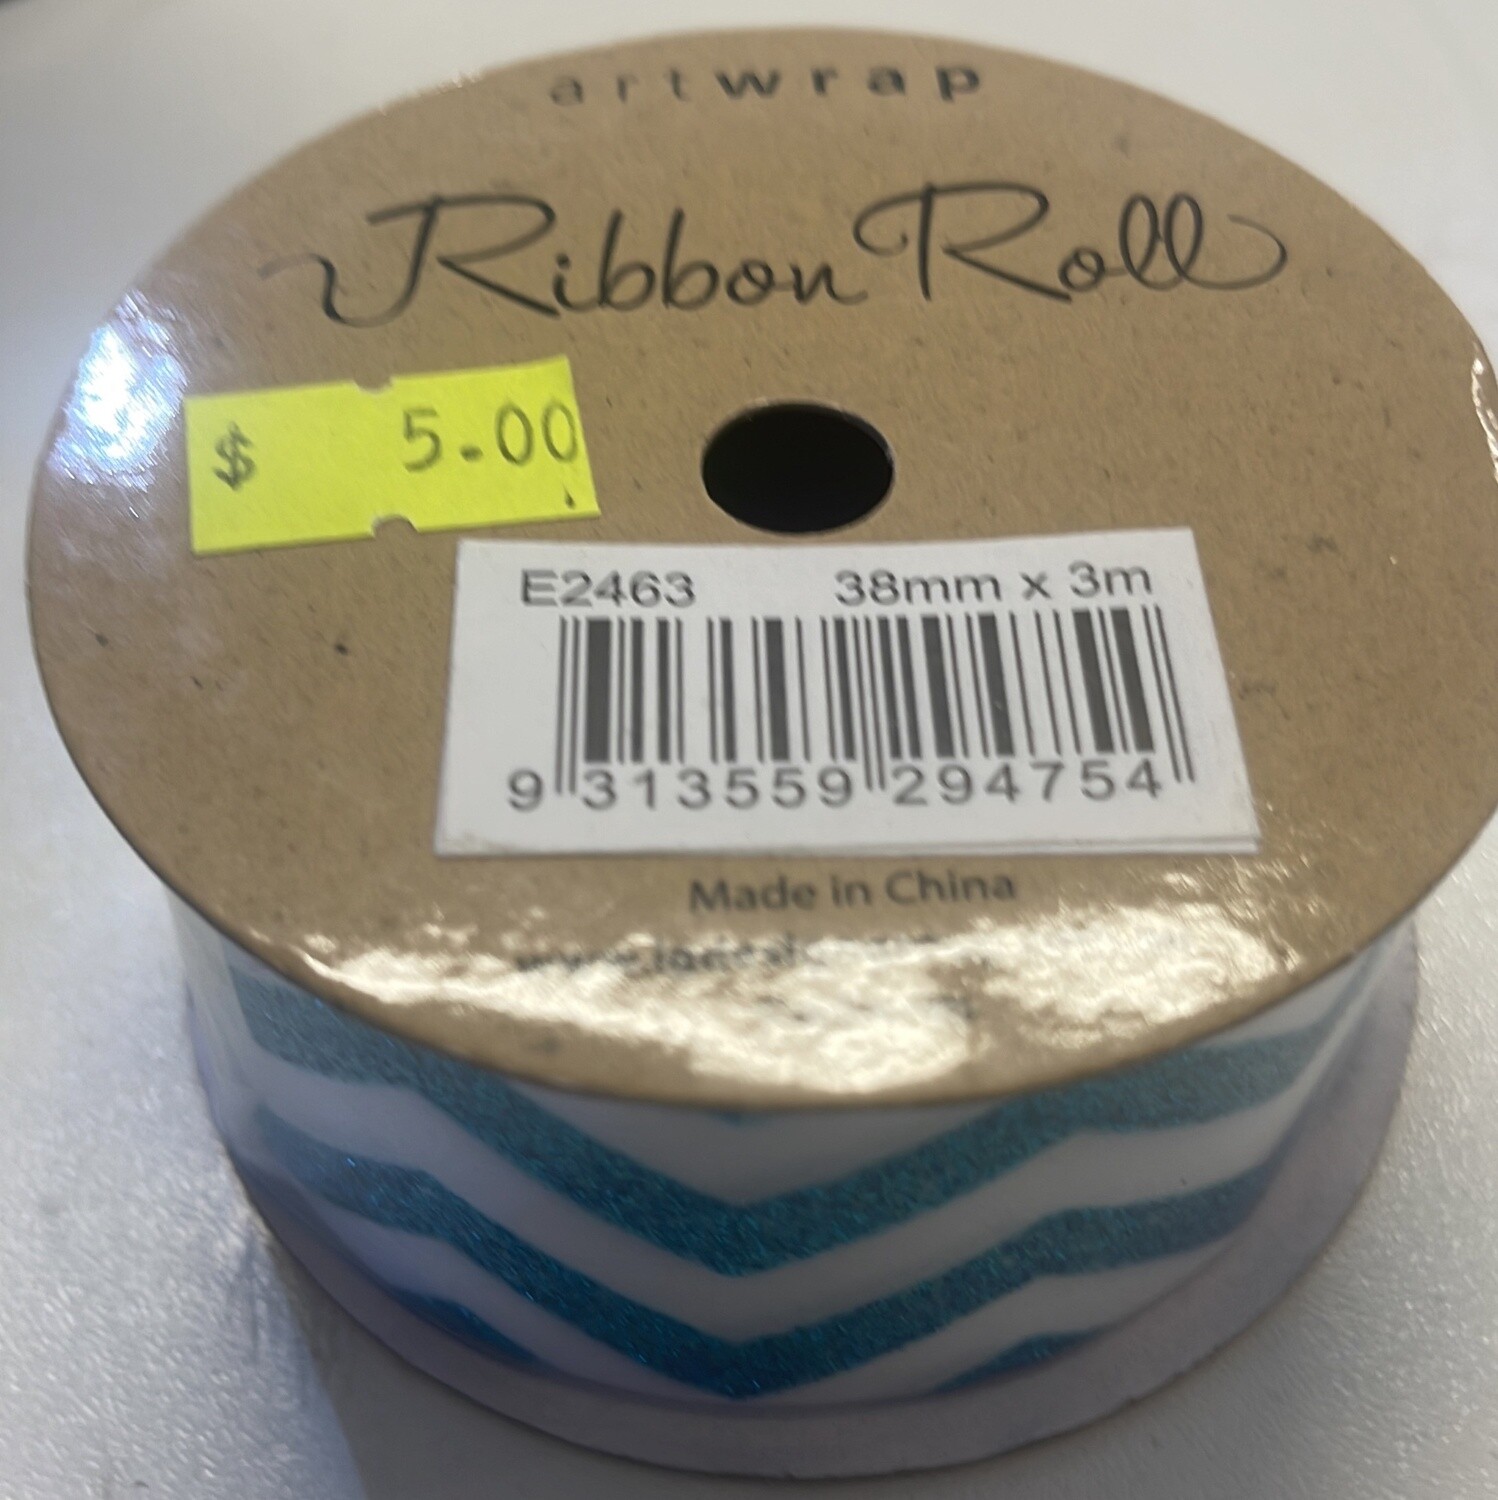 artwrap
Ribbon Roll
$ 5.00
E2463 38mm x 3m
9 313559 294754
Made in China